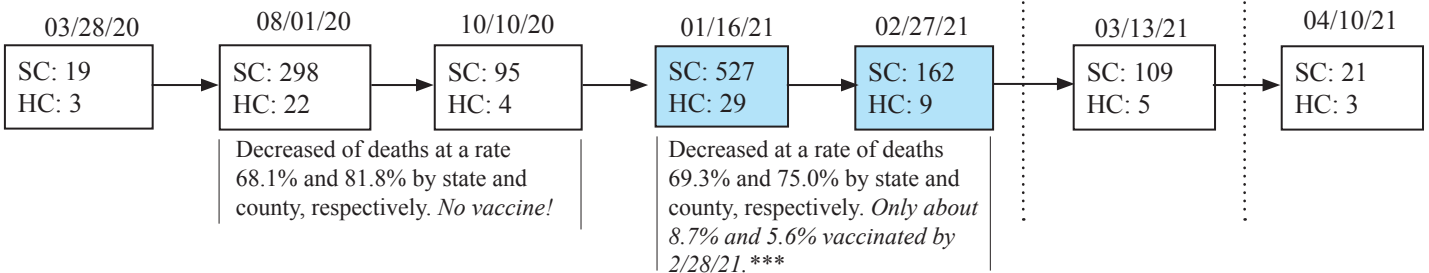 03/28/20
08/01/20
10/10/20
01/16/21
02/27/21
03/13/21
04/10/21
SC: 19
HC: 3
SC: 298
HC: 22
SC: 95
HC: 4
SC: 527
HC: 29
SC: 162
HC: 9
SC: 109
HC: 5
SC: 21
HC: 3
Decreased of deaths at a rate
68.1% and 81.8% by state and
county, respectively. No vaccine!
Decreased at a rate of deaths
69.3% and 75.0% by state and
county, respectively. Only about
8.7% and 5.6% vaccinated by
2/28/21.***